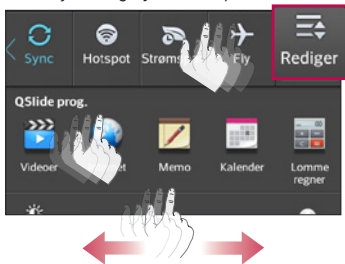 Sync Hotspot Strøms Fly Rediger
QSlide prog.
Videoer Memo Kalender Lomme
regner